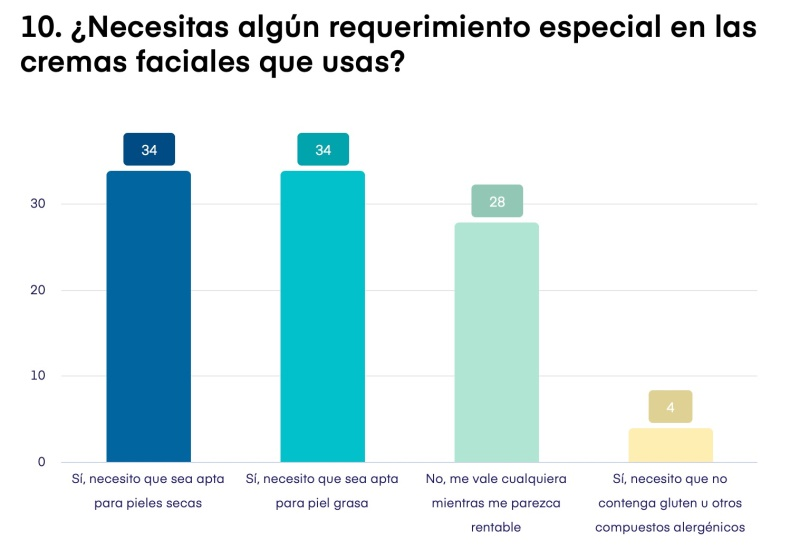 10. ¿Necesitas algún requerimiento especial en las
cremas faciales que usas?
34
34
28
4
30
20
10
0
Sí, necesito que sea apta
para pieles secas
Sí, necesito que sea apta
para piel grasa
No, me vale cualquiera
mientras me parezca
rentable
Sí, necesito que no
contenga gluten u otros
compuestos alergénicos